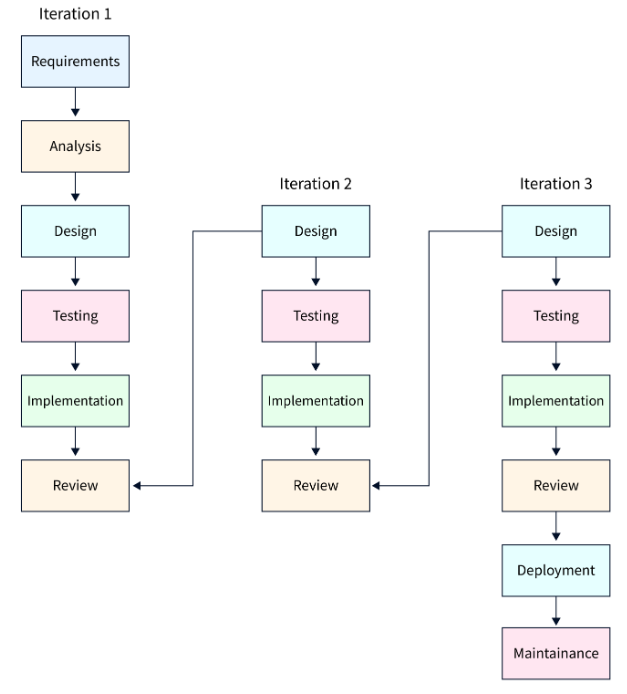 Iteration 1
Requirements
Analysis
Design
Testing
Implementation
Review
Iteration 2
Design
Testing
Implementation
Review
Iteration 3
Design
Testing
Implementation
Review
Deployment
Maintainance